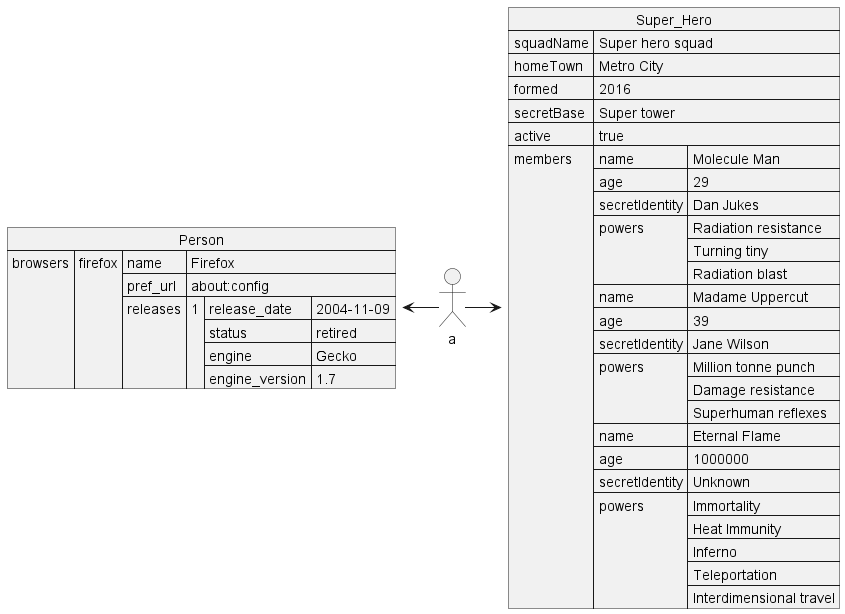 Person
browsers firefox name Firefox
pref_url about:config
releases 1 release_date 2004-11-09
status retired
engine Gecko
engine_version 1.7
a
Super_Hero
squadName Super hero squad
homeTown Metro City
formed 2016
secretBase Super tower
active true
members name Molecule Man
age 29
secretIdentity Dan Jukes
powers Radiation resistance
Turning tiny
Radiation blast
name Madame Uppercut
age 39
secretIdentity Jane Wilson
powers Million tonne punch
Damage resistance
Superhuman reflexes
name Eternal Flame
age 1000000
secretIdentity Unknown
powers Immortality
Heat Immunity
Inferno
Teleportation
Interdimensional travel